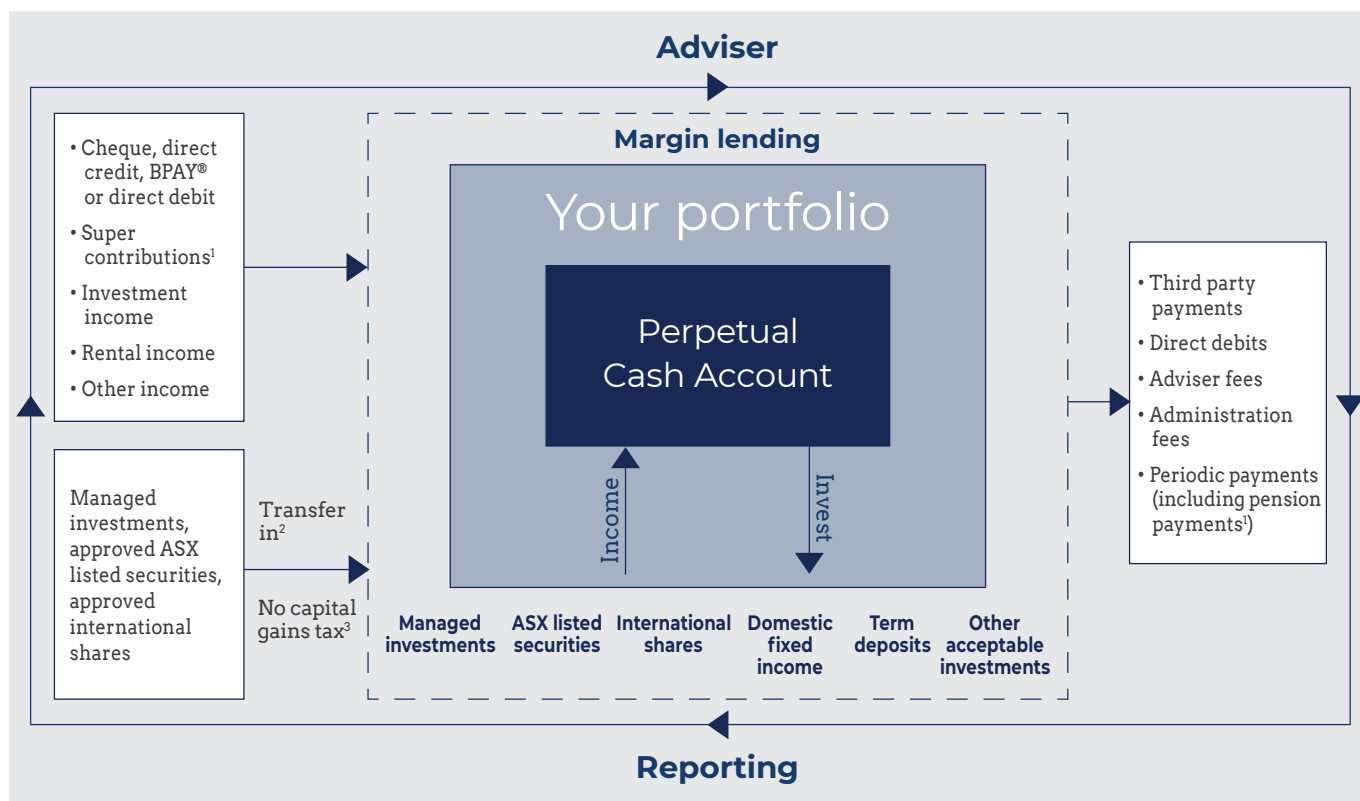 Adviser
• Cheque, direct
credit, BPAY®
or direct debit
• Super
contributions¹
• Investment
income
• Rental income
• Other income
Managed
investments,
approved ASX
listed securities,
approved
international
shares
Transfer
in²
No capital
gains tax³
Margin lending
Your portfolio
Perpetual
Cash Account
Income
Invest
Managed
investments
ASX listed
securities
International
shares
Domestic
fixed
income
Term
deposits
Other
acceptable
investments
• Third party
payments
• Direct debits
• Adviser fees
• Administration
fees
• Periodic payments
(including pension
payments¹)
Reporting